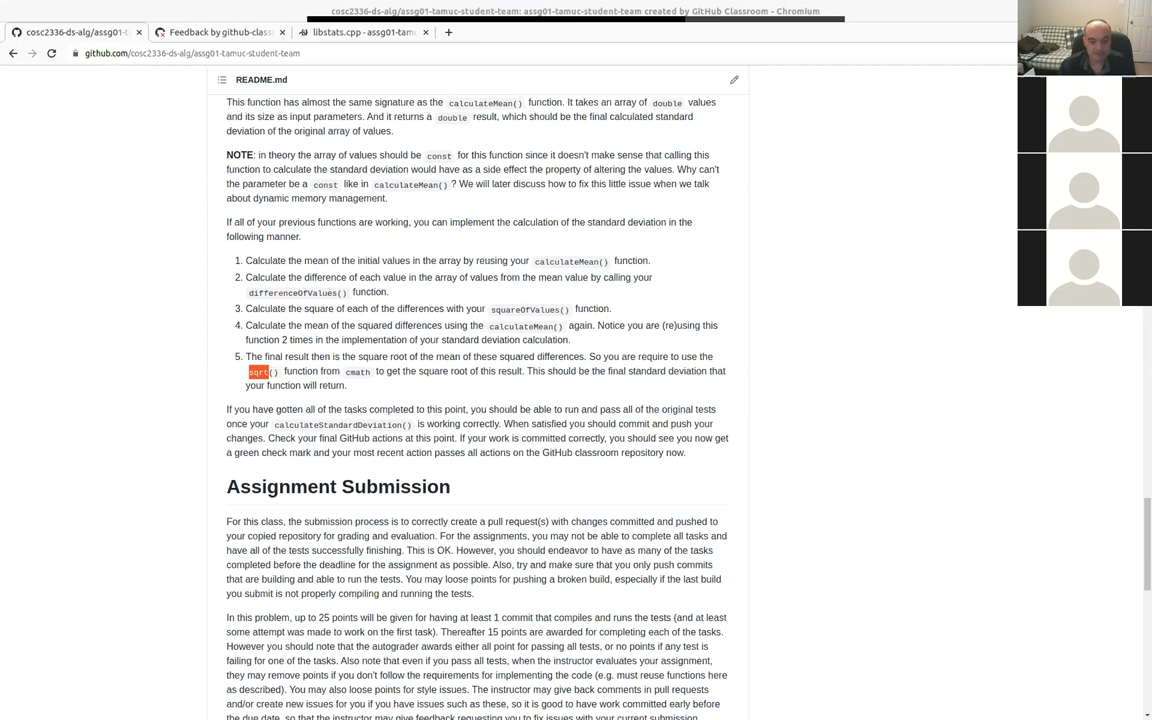 cosc2336-ds-alg/assg01-tamuc-student-team: assg01-tamuc-student-team created by GitHub Classroom - Chromium
cosc2336-ds-alg/assg01-t
Feedback by github-class
libstats.cpp - assg01-tamu
github.com/cosc2336-ds-alg/assg01-tamuc-student-team
README.md
This function has almost the same signature as the calculateMean() function. It takes an array of double values
and its size as input parameters. And it returns a double result, which should be the final calculated standard
deviation of the original array of values.
NOTE: in theory the array of values should be const for this function since it doesn't make sense that calling this
function to calculate the standard deviation would have as a side effect the property of altering the values. Why can't
the parameter be a const like in calculateMean() ? We will later discuss how to fix this little issue when we talk
about dynamic memory management.
If all of your previous functions are working, you can implement the calculation of the standard deviation in the
following manner.
1. Calculate the mean of the initial values in the array by reusing your calculateMean() function.
2. Calculate the difference of each value in the array of values from the mean value by calling your
differenceOfValues() function.
3. Calculate the square of each of the differences with your squareOfValues() function.
4. Calculate the mean of the squared differences using the calculateMean() again. Notice you are (re)using this
function 2 times in the implementation of your standard deviation calculation.
5. The final result then is the square root of the mean of these squared differences. So you are require to use the
sqrt() function from cmath to get the square root of this result. This should be the final standard deviation that
your function will return.
If you have gotten all of the tasks completed to this point, you should be able to run and pass all of the original tests
once your calculateStandardDeviation() is working correctly. When satisfied you should commit and push your
changes. Check your final GitHub actions at this point. If your work is committed correctly, you should see you now get
a green check mark and your most recent action passes all actions on the GitHub classroom repository now.
Assignment Submission
For this class, the submission process is to correctly create a pull request(s) with changes committed and pushed to
your copied repository for grading and evaluation. For the assignments, you may not be able to complete all tasks and
have all of the tests successfully finishing. This is OK. However, you should endeavor to have as many of the tasks
completed before the deadline for the assignment as possible. Also, try and make sure that you only push commits
that are building and able to run the tests. You may loose points for pushing a broken build, especially if the last build
you submit is not properly compiling and running the tests.
In this problem, up to 25 points will be given for having at least 1 commit that compiles and runs the tests (and at least
some attempt was made to work on the first task). Thereafter 15 points are awarded for completing each of the tasks.
However you should note that the autograder awards either all point for passing all tests, or no points if any test is
failing for one of the tasks. Also note that even if you pass all tests, when the instructor evaluates your assignment,
they may remove points if you don't follow the requirements for implementing the code (e.g. must reuse functions here
as described). You may also loose points for style issues. The instructor may give back comments in pull requests
and/or create new issues for you if you have issues such as these, so it is good to have work committed early before
the due date, so that the instructor may give feedback requesting you to fix issues with your current submission.